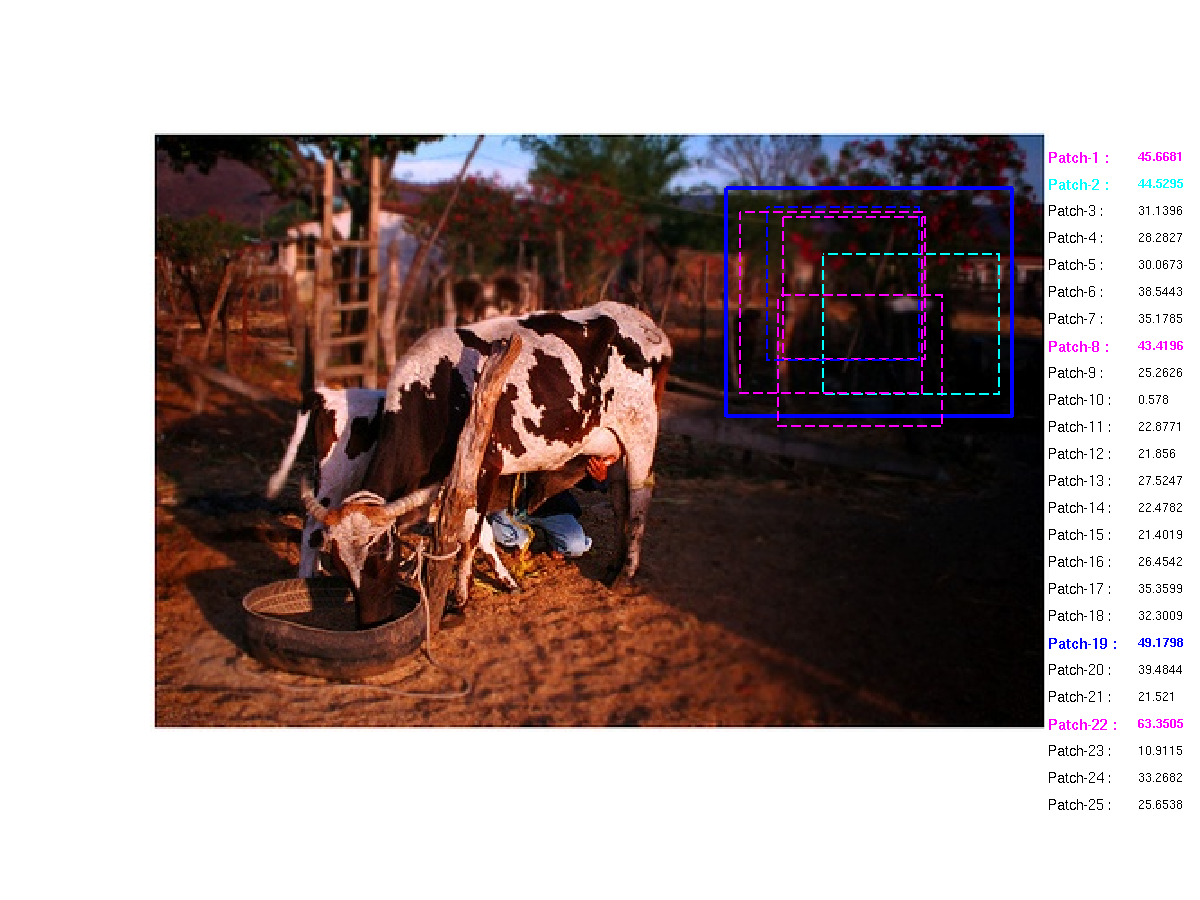 Patch-1 : 45.6681
Patch-2 : 44.5295
Patch-3 : 31.1396
Patch-4 : 28.2827
Patch-5 : 30.0673
Patch-6 : 38.5443
Patch-7 : 35.1785
Patch-8 : 43.4196
Patch-9 : 25.2626
Patch-10 : 0.578
Patch-11 : 22.8771
Patch-12 : 21.856
Patch-13 : 27.5247
Patch-14 : 22.4782
Patch-15 : 21.4019
Patch-16 : 26.4542
Patch-17 : 35.3599
Patch-18 : 32.3009
Patch-19 : 49.1798
Patch-20 : 39.4844
Patch-21 : 21.521
Patch-22 : 63.3505
Patch-23 : 10.9115
Patch-24 : 33.2682
Patch-25 : 25.6538